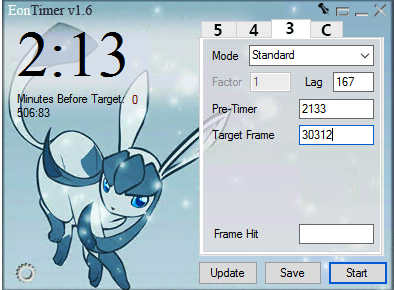 EonTimer v1.6
5 4 3 C
2:13
Minutes Before Target: 0
506:83
Mode Standard
Factor 1 Lag 167
Pre-Timer 2133
Target Frame 30312
Frame Hit
Update Save Start